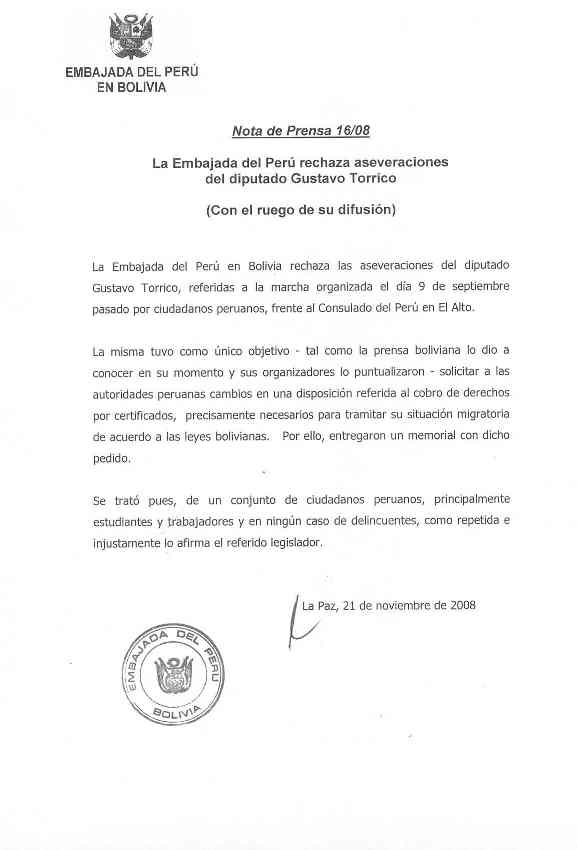 EMBAJADA DEL PERÚ
EN BOLIVIA
Nota de Prensa 16/08
La Embajada del Perú rechaza aseveraciones
del diputado Gustavo Torrico
(Con el ruego de su difusión)
La Embajada del Perú en Bolivia rechaza las aseveraciones del diputado
Gustavo Torrico, referidas a la marcha organizada el día 9 de septiembre
pasado por ciudadanos peruanos, frente al Consulado del Perú en El Alto.
La misma tuvo como único objetivo - tal como la prensa boliviana lo dio a
conocer en su momento y sus organizadores lo puntualizaron - solicitar a las
autoridades peruanas cambios en una disposición referida al cobro de derechos
por certificados, precisamente necesarios para tramitar su situación migratoria
de acuerdo a las leyes bolivianas. Por ello, entregaron un memorial con dicho
pedido.
Se trató pues, de un conjunto de ciudadanos peruanos, principalmente
estudiantes y trabajadores y en ningún caso de delincuentes, como repetida e
injustamente lo afirma el referido legislador.
La Paz, 21 de noviembre de 2008
EMBAJADA DEL PERÚ
BOLIVIA